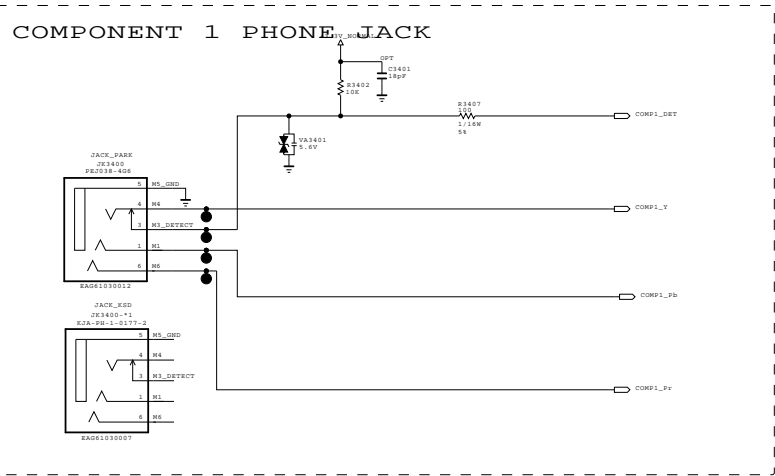 COMPONENT 1 PHONE JACK
3V_NORMAL
OPT
C3401
18pF
R3402
10K
R3407
100
1/16W
5%
COMP1_DET
VA3401
5.6V
JACK_PARK
JK3400
PEJ038-4G6
5 M5_GND
4 M4
3 M3_DETECT
1 M1
6 M6
EAG61030012
COMP1_Y
COMP1_Pb
COMP1_Pr
JACK_KSD
JK3400-*1
KJA-PH-1-0177-2
5 M5_GND
4 M4
3 M3_DETECT
1 M1
6 M6
EAG61030007